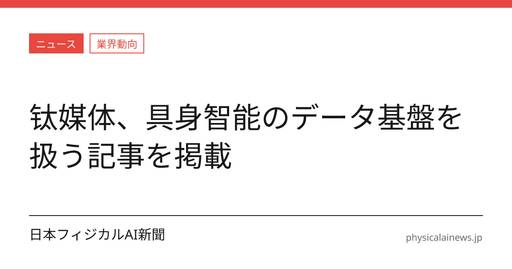 ニュース 業界動向
钛媒体、具身智能のデータ基盤を
扱う記事を掲載
日本フィジカルAI新聞
physicalainews.jp